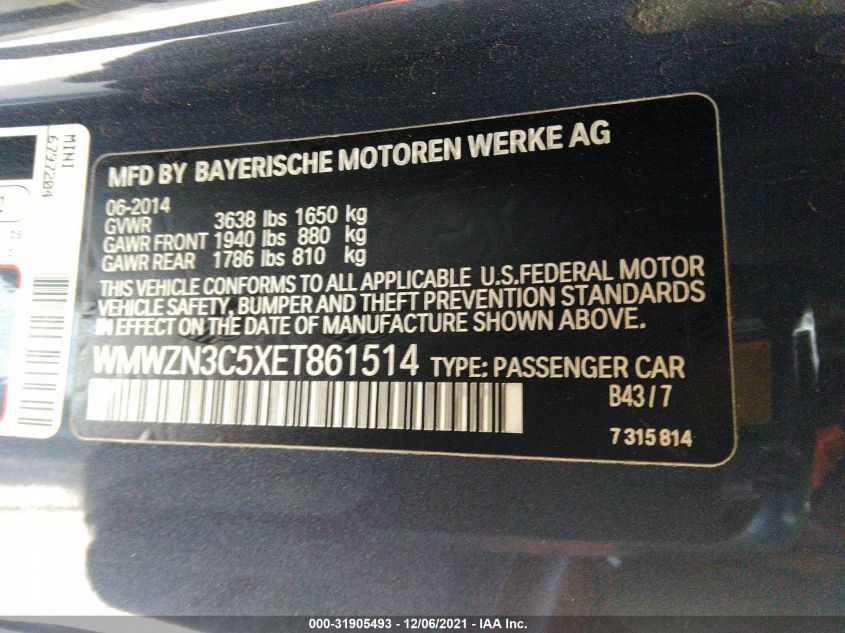 MINI
6797204
2
MFD BY BAYERISCHE MOTOREN WERKE AG
06-2014
GVWR 3638 lbs 1650 kg
GAWR FRONT 1940 lbs 880 kg
GAWR REAR 1786 lbs 810 kg
THIS VEHICLE CONFORMS TO ALL APPLICABLE U.S.FEDERAL MOTOR
VEHICLE SAFETY, BUMPER AND THEFT PREVENTION STANDARDS
IN EFFECT ON THE DATE OF MANUFACTURE SHOWN ABOVE.
WMWZN3C5XET861514 TYPE: PASSENGER CAR
B43/7
7 315 814
000-31905493 - 12/06/2021 - IAA Inc.